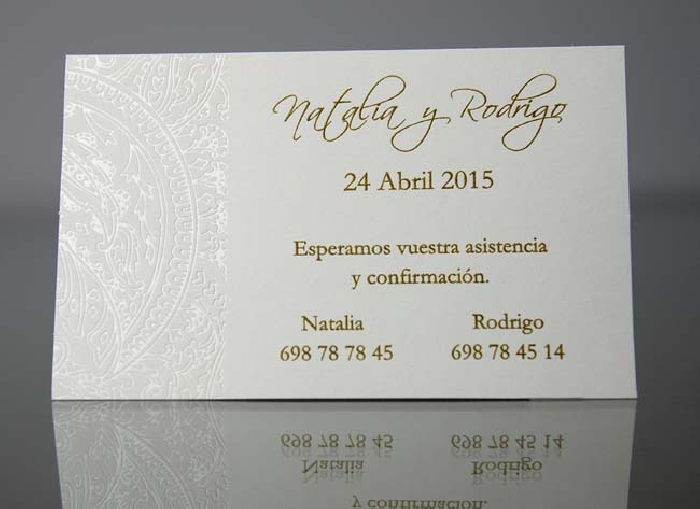 Natalia y Rodrigo
24 Abril 2015
Esperamos vuestra asistencia
y confirmación.
Natalia Rodrigo
698 78 78 45 698 78 45 14